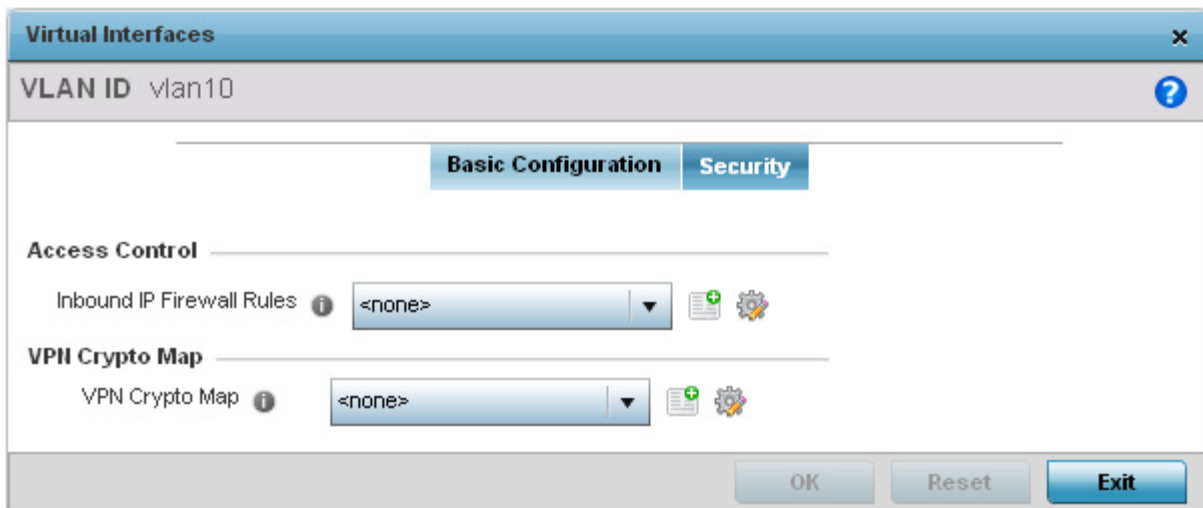 Virtual Interfaces
VLAN ID vlan10
Basic Configuration Security
Access Control
Inbound IP Firewall Rules <none>
VPN Crypto Map
VPN Crypto Map <none>
OK Reset Exit